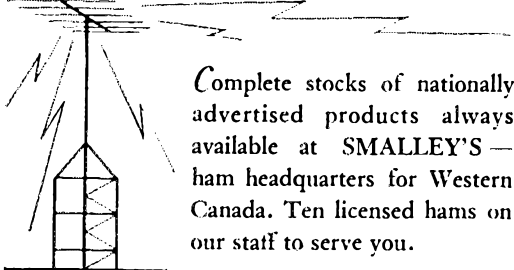 Complete stocks of nationally
advertised products always
available at SMALLEY'S —
ham headquarters for Western
Canada. Ten licensed hams on
our staff to serve you.